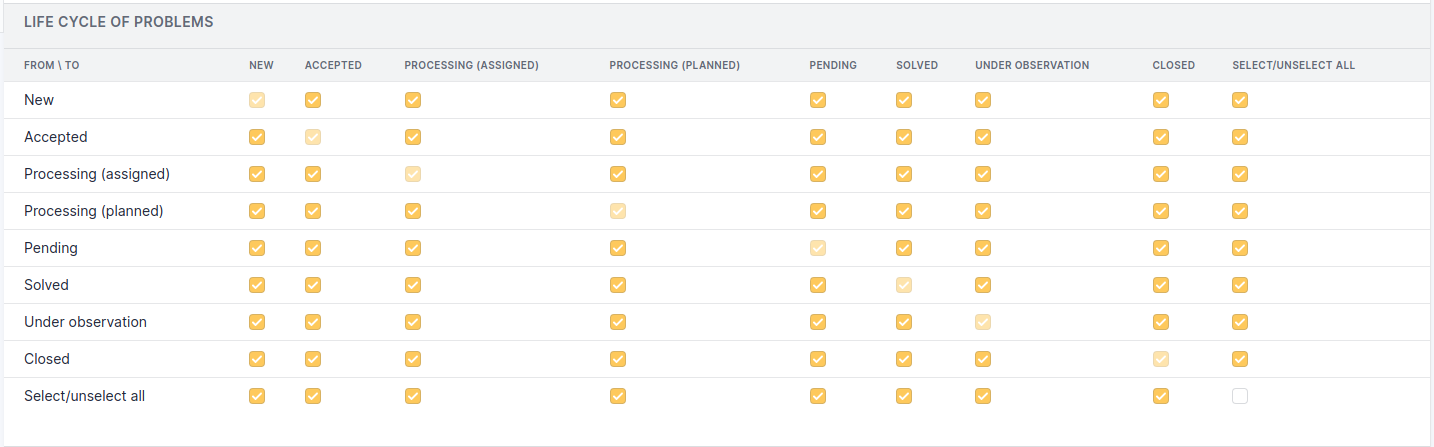 LIFE CYCLE OF PROBLEMS
FROM \ TO NEW ACCEPTED PROCESSING (ASSIGNED) PROCESSING (PLANNED) PENDING SOLVED UNDER OBSERVATION CLOSED SELECT/UNSELECT ALL
New
Accepted
Processing (assigned)
Processing (planned)
Pending
Solved
Under observation
Closed
Select/unselect all